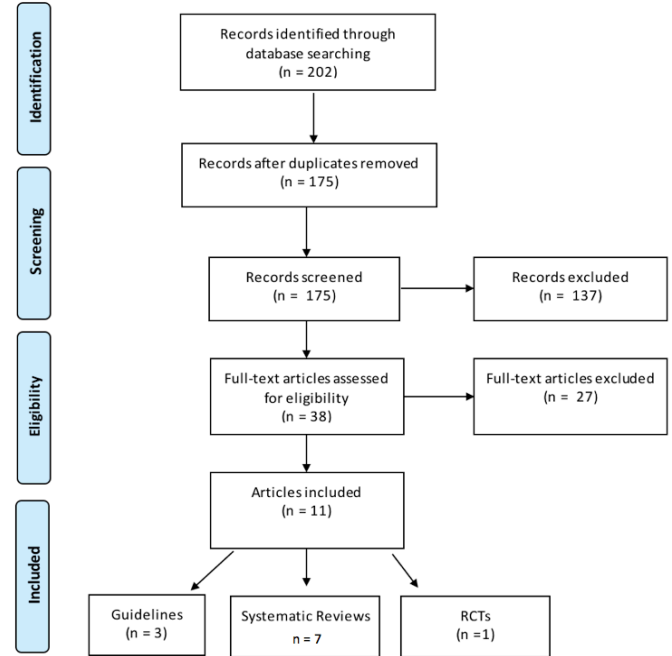 Identification
Records identified through
database searching
(n = 202)
Records after duplicates removed
(n = 175)
Screening
Records screened
(n = 175)
Records excluded
(n = 137)
Eligibility
Full-text articles assessed
for eligibility
(n = 38)
Full-text articles excluded
(n = 27)
Included
Articles included
(n = 11)
Guidelines
(n = 3)
Systematic Reviews
n = 7
RCTs
(n =1)